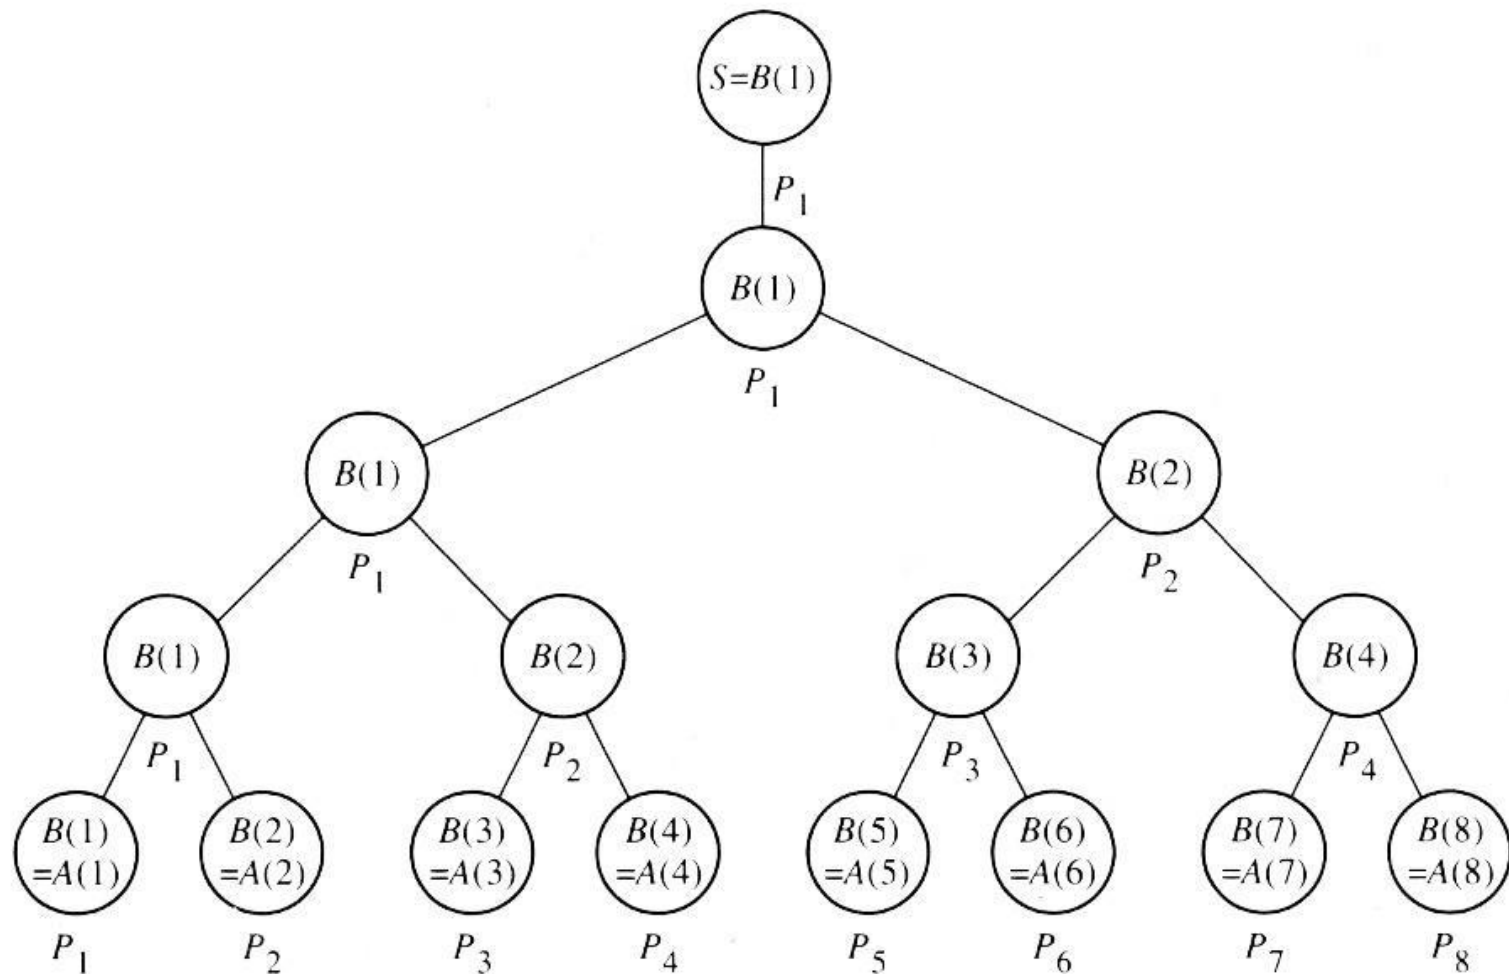 S=B(1)
P1
B(1)
P1
B(1) B(2)
P1 P2
B(1) B(2) B(3) B(4)
P1 P2 P3 P4
B(1) B(2) B(3) B(4) B(5) B(6) B(7) B(8)
=A(1) =A(2) =A(3) =A(4) =A(5) =A(6) =A(7) =A(8)
P1 P2 P3 P4 P5 P6 P7 P8